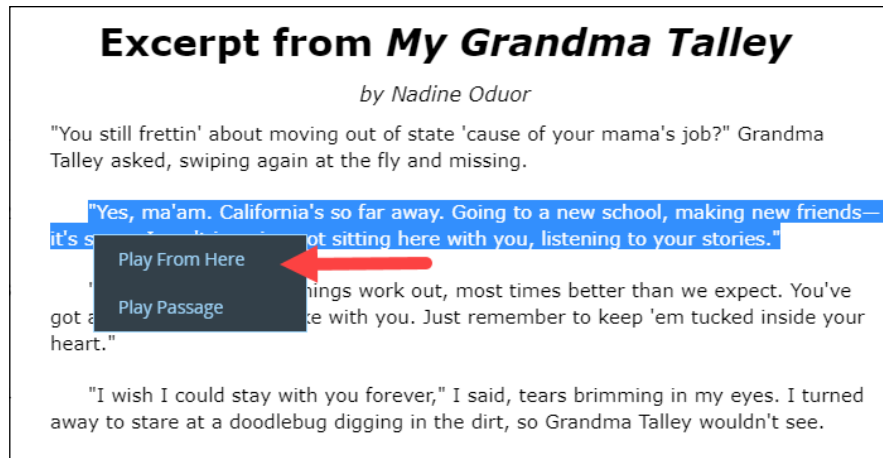 Excerpt from My Grandma Talley
by Nadine Oduor
"You still frettin' about moving out of state 'cause of your mama's job?" Grandma
Talley asked, swiping again at the fly and missing.
"Yes, ma'am. California's so far away. Going to a new school, making new friends—
it's sitting here with you, listening to your stories."
Play From Here
work out, most times better than we expect. You've
Play Passage
got with you. Just remember to keep 'em tucked inside your
heart."
"I wish I could stay with you forever," I said, tears brimming in my eyes. I turned
away to stare at a doodlebug digging in the dirt, so Grandma Talley wouldn't see.